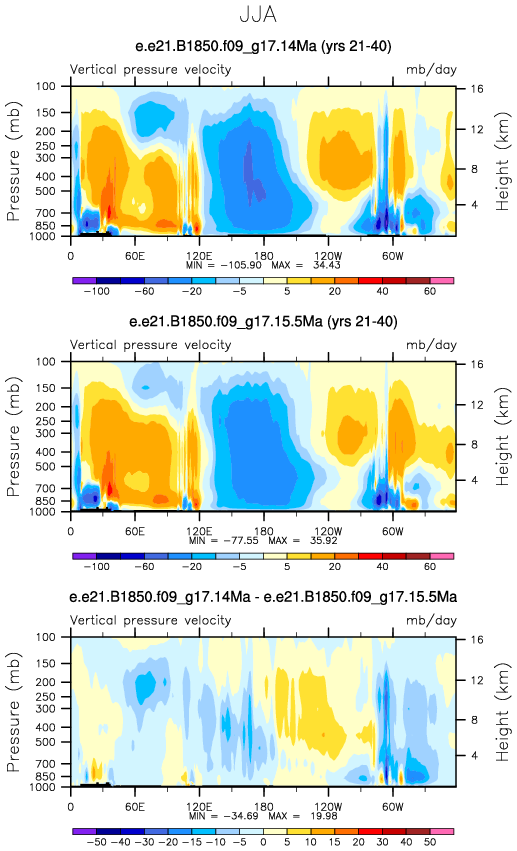 JJA
e.e21.B1850.f09_g17.14Ma (yrs 21-40)
Vertical pressure velocity mb/day
Pressure (mb)
Height (km)
100 150 200 250 300 400 500 700 850 1000
16 12 8 4
0 60E 120E 180 120W 60W
MIN = -105.90 MAX = 34.43
-100 -60 -20 -5 5 20 40 60
e.e21.B1850.f09_g17.15.5Ma (yrs 21-40)
Vertical pressure velocity mb/day
Pressure (mb)
Height (km)
100 150 200 250 300 400 500 700 850 1000
16 12 8 4
0 60E 120E 180 120W 60W
MIN = -77.55 MAX = 35.92
-100 -60 -20 -5 5 20 40 60
e.e21.B1850.f09_g17.14Ma - e.e21.B1850.f09_g17.15.5Ma
Vertical pressure velocity mb/day
Pressure (mb)
Height (km)
100 150 200 250 300 400 500 700 850 1000
16 12 8 4
0 60E 120E 180 120W 60W
MIN = -34.69 MAX = 19.98
-50 -40 -30 -20 -15 -10 -5 0 5 10 15 20 30 40 50